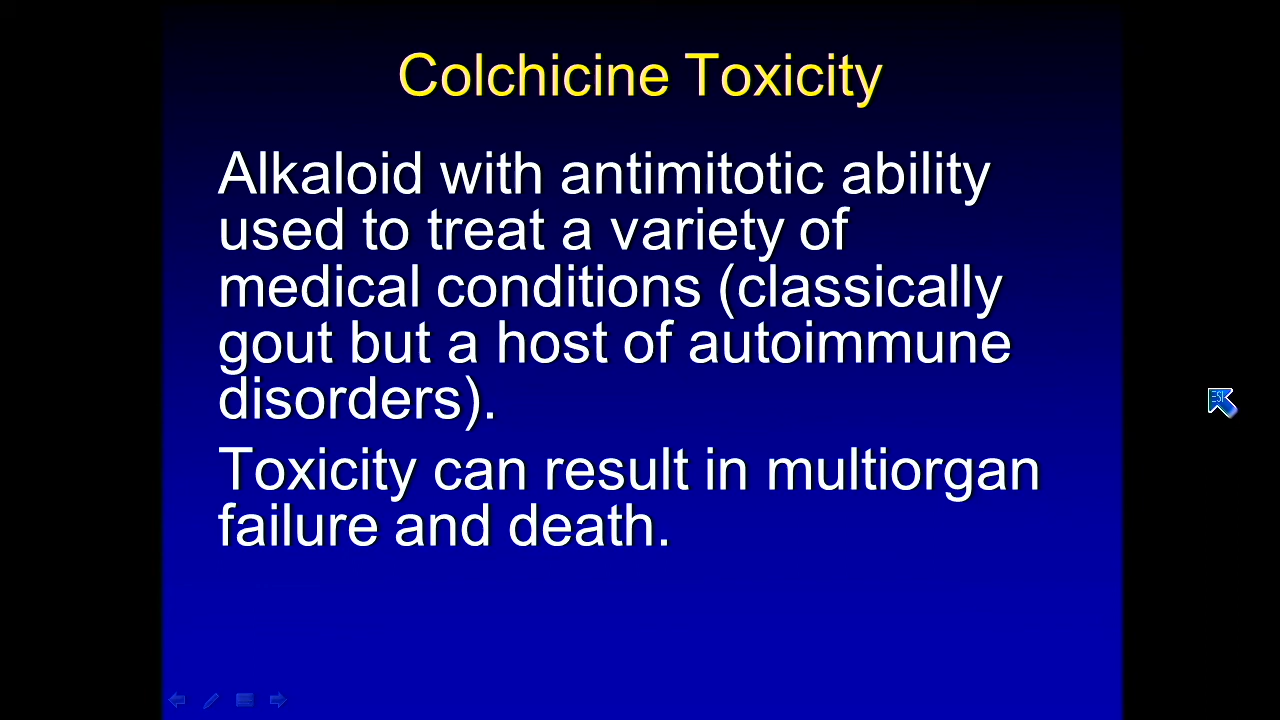 Colchicine Toxicity
Alkaloid with antimitotic ability
used to treat a variety of
medical conditions (classically
gout but a host of autoimmune
disorders).
Toxicity can result in multiorgan
failure and death.